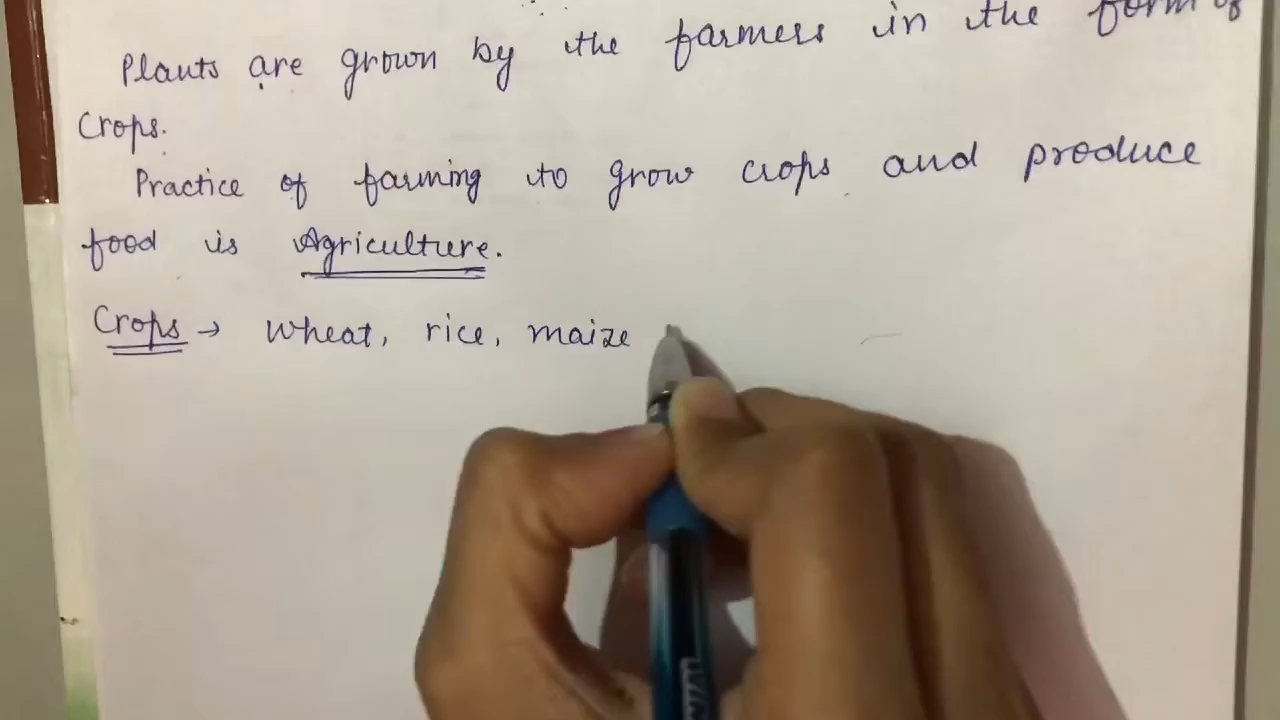 Plants are grown by the farmers in the form of
Crops.
Practice of farming to grow crops and produce
food is Agriculture.
Crops → wheat, rice, maize